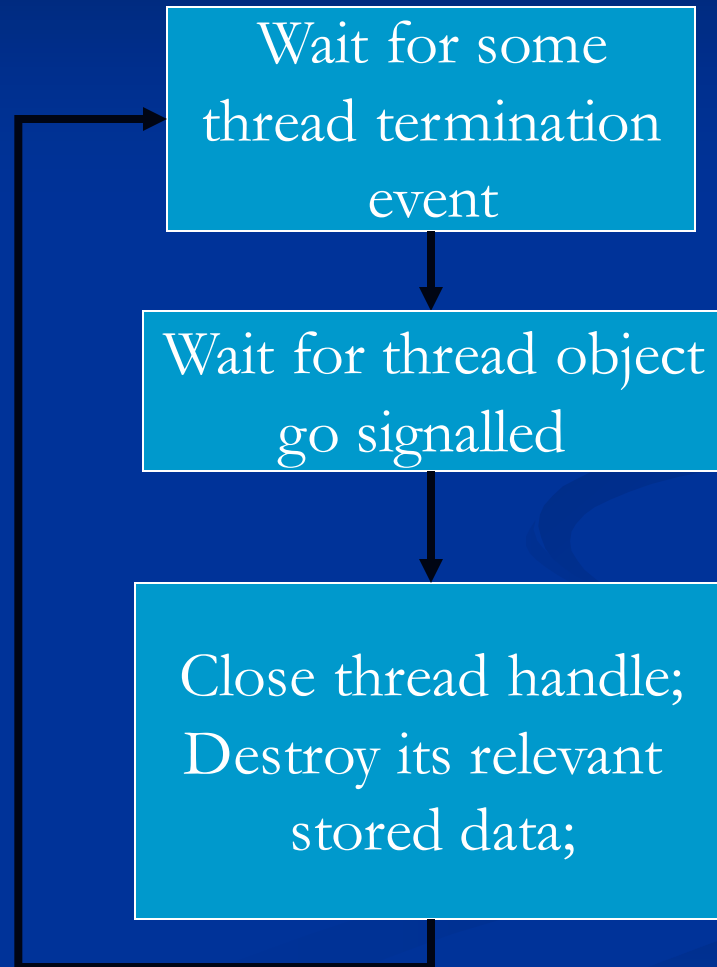 Wait for some
thread termination
event
Wait for thread object
go signalled
Close thread handle;
Destroy its relevant
stored data;